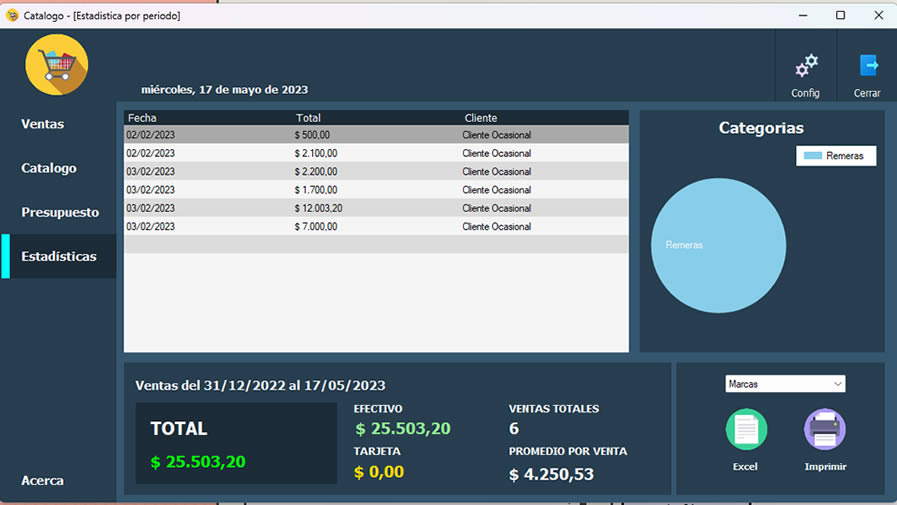 Catalogo - [Estadistica por periodo]
miércoles, 17 de mayo de 2023
Config
Cerrar
Ventas
Catalogo
Presupuesto
Estadísticas
Acerca
Fecha Total Cliente
02/02/2023 $ 500,00 Cliente Ocasional
02/02/2023 $ 2.100,00 Cliente Ocasional
03/02/2023 $ 2.200,00 Cliente Ocasional
03/02/2023 $ 1.700,00 Cliente Ocasional
03/02/2023 $ 12.003,20 Cliente Ocasional
03/02/2023 $ 7.000,00 Cliente Ocasional
Categorias
Remeras
Remeras
Ventas del 31/12/2022 al 17/05/2023
TOTAL
$ 25.503,20
EFECTIVO
$ 25.503,20
TARJETA
$ 0,00
VENTAS TOTALES
6
PROMEDIO POR VENTA
$ 4.250,53
Marcas
Excel
Imprimir